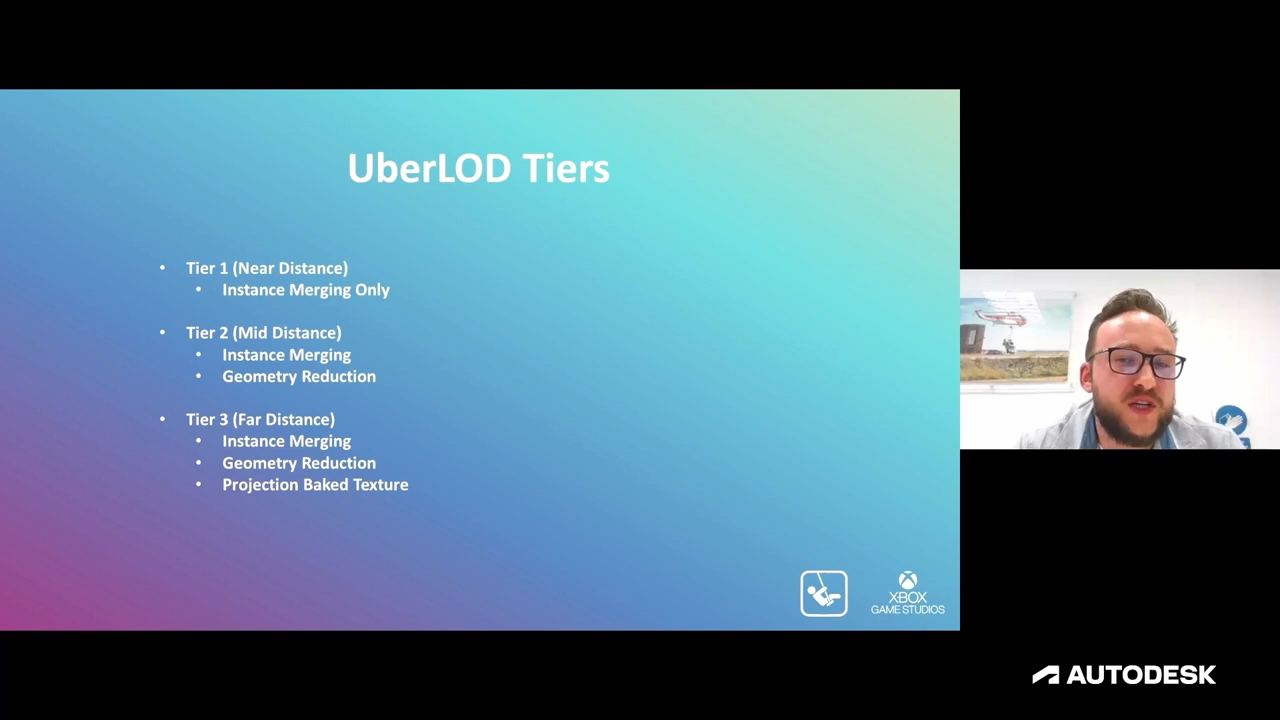 UberLOD Tiers
• Tier 1 (Near Distance)
• Instance Merging Only
• Tier 2 (Mid Distance)
• Instance Merging
• Geometry Reduction
• Tier 3 (Far Distance)
• Instance Merging
• Geometry Reduction
• Projection Baked Texture
XBOX
GAME STUDIOS
AUTODESK